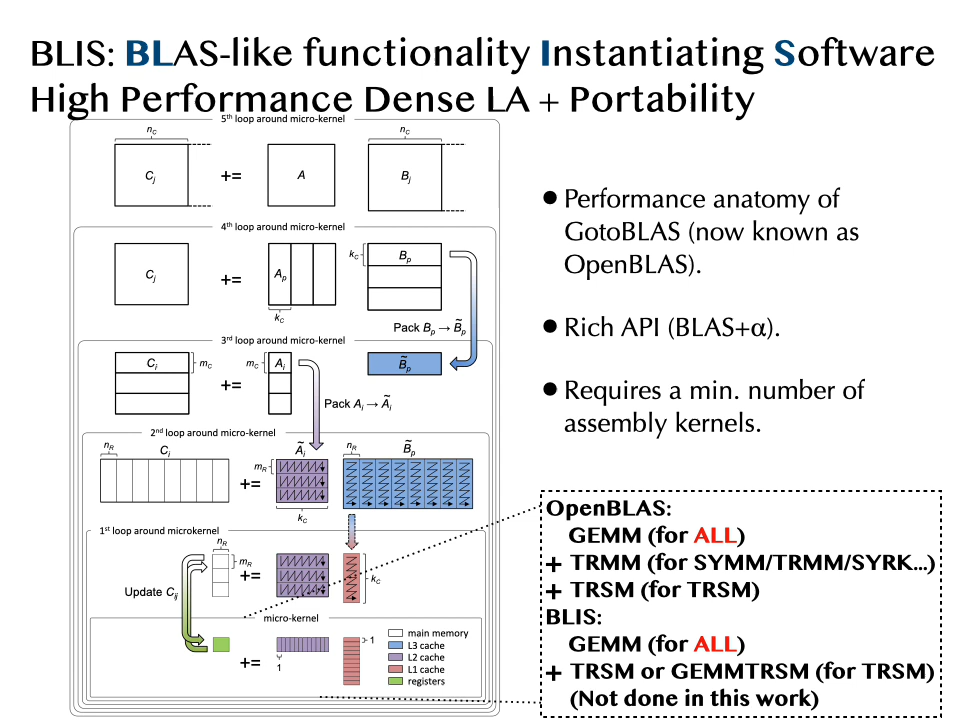 BLIS: BLAS-like functionality Instantiating Software
High Performance Dense LA + Portability
5th loop around micro-kernel
nC
nC
Cj
+=
A
Bj
4th loop around micro-kernel
Cj
+=
Ap
kC
kC
Bp
Pack Bp → B̃p
3rd loop around micro-kernel
Ci
mC
+=
mC
Ai
B̃p
Pack Ai → Ãi
2nd loop around micro-kernel
nR
Ci
+=
mR
Ãi
kC
nR
B̃p
1st loop around microkernel
nR
mR
+=
kC
Update Cij
micro-kernel
+=
1
1
main memory
L3 cache
L2 cache
L1 cache
registers
• Performance anatomy of
GotoBLAS (now known as
OpenBLAS).
• Rich API (BLAS+α).
• Requires a min. number of
assembly kernels.
OpenBLAS:
GEMM (for ALL)
+ TRMM (for SYMM/TRMM/SYRK…)
+ TRSM (for TRSM)
BLIS:
GEMM (for ALL)
+ TRSM or GEMMTRSM (for TRSM)
(Not done in this work)